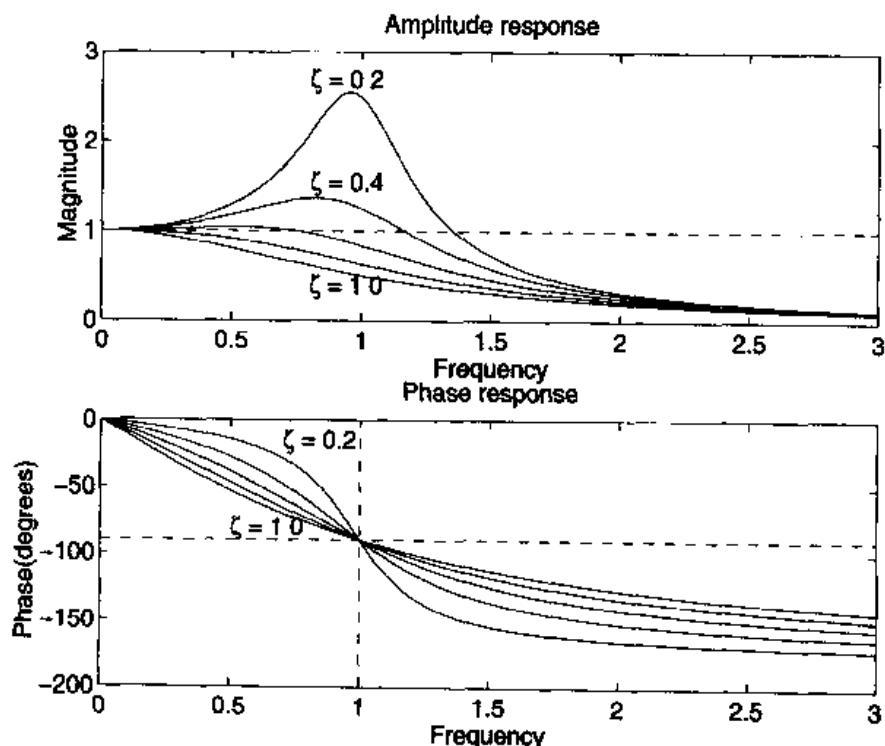 Amplitude response
3
2
1
0
Magnitude
ζ = 0 2
ζ = 0.4
ζ = 1 0
0 0.5 1 1.5 2 2.5 3
Frequency
Phase response
0
-50
-100
-150
-200
Phase(degrees)
ζ = 0.2
ζ = 1 0
0 0.5 1 1.5 2 2.5 3
Frequency